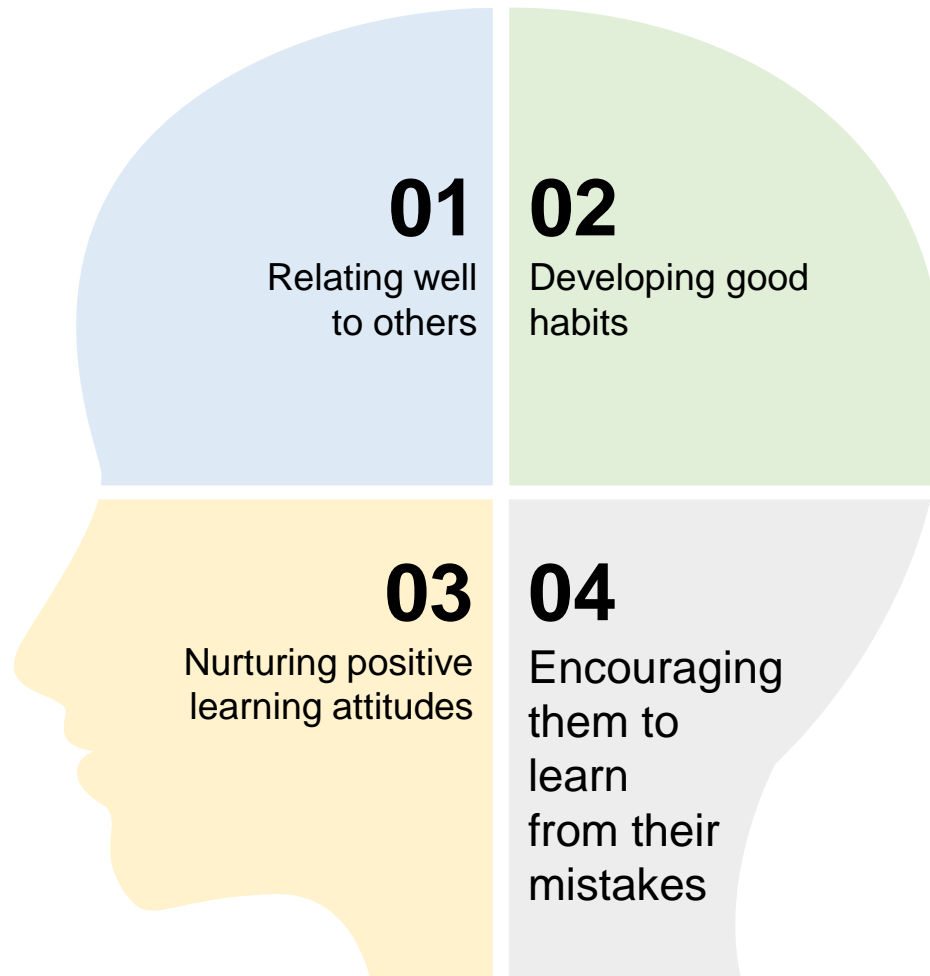 01
Relating well
to others
02
Developing good
habits
03
Nurturing positive
learning attitudes
04
Encouraging
them to
learn
from their
mistakes